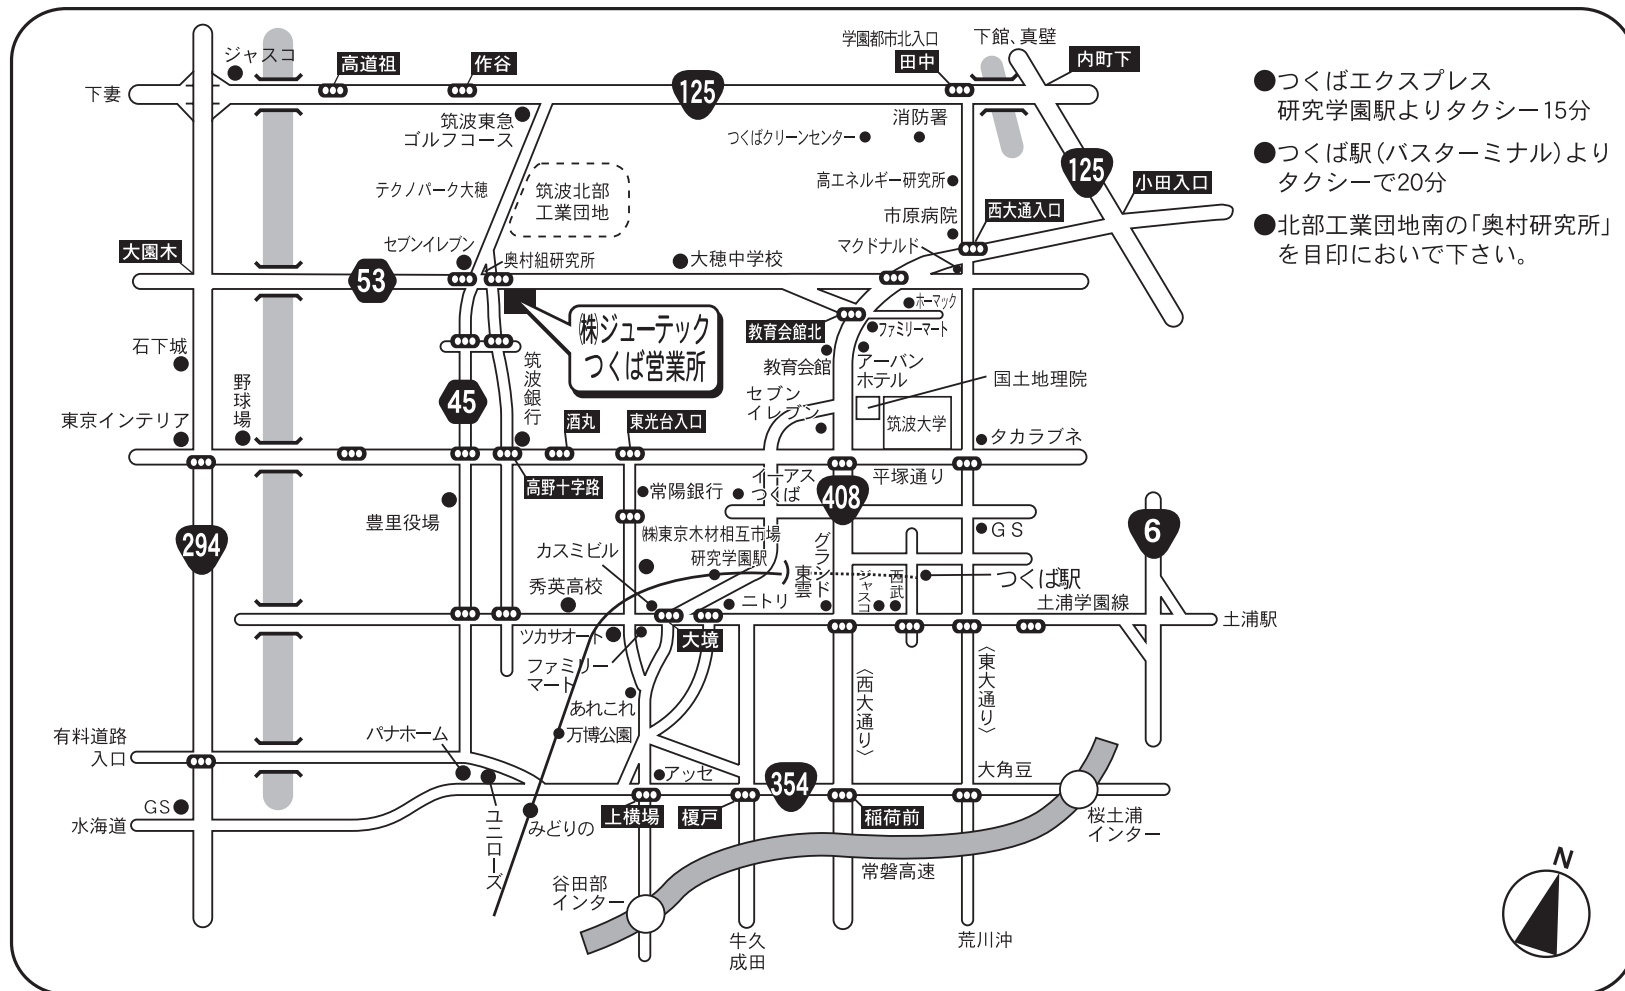 ジャスコ
高道祖
作谷
学園都市北入口
田中
下館、真壁
内町下
下妻
125
筑波東急
ゴルフコース
つくばクリーンセンター
消防署
テクノパーク大穂
筑波北部
工業団地
高エネルギー研究所
125
小田入口
市原病院
西大通入口
大園木
セブンイレブン
奥村組研究所
大穂中学校
マクドナルド
53
ホーマック
㈱ジューテック
つくば営業所
教育会館北
ファミリーマート
石下城
教育会館
アーバン
ホテル
国土地理院
野球場
筑波銀行
45
セブン
イレブン
筑波大学
東京インテリア
酒丸
東光台入口
タカラブネ
高野十字路
常陽銀行
イーアス
つくば
平塚通り
408
豊里役場
GS
6
294
㈱東京木材相互市場
研究学園駅
カスミビル
グランド
東雲
ジャスコ
西武
つくば駅
秀英高校
ニトリ
土浦学園線
土浦駅
ツカサオート
大境
ファミリー
マート
〈西大通り〉
〈東大通り〉
あれこれ
有料道路
入口
パナホーム
万博公園
アッセ
354
大角豆
GS
水海道
ユニローズ
みどりの
上横場
榎戸
稲荷前
桜土浦
インター
常磐高速
谷田部
インター
牛久
成田
荒川沖
●つくばエクスプレス
研究学園駅よりタクシー15分
●つくば駅（バスターミナル）より
タクシーで20分
●北部工業団地南の「奥村研究所」
を目印においで下さい。
N